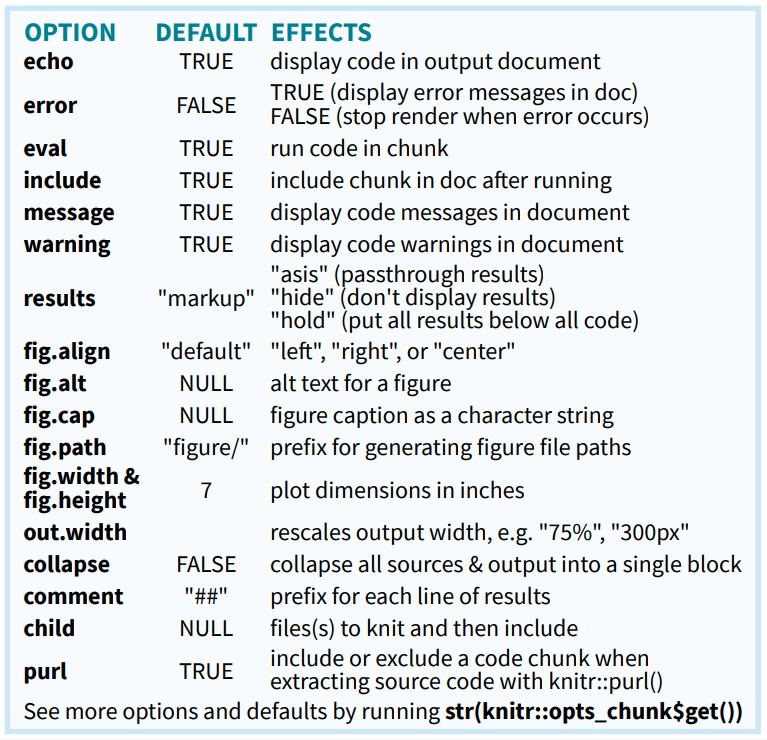 OPTION DEFAULT EFFECTS
echo TRUE display code in output document
error FALSE TRUE (display error messages in doc)
FALSE (stop render when error occurs)
eval TRUE run code in chunk
include TRUE include chunk in doc after running
message TRUE display code messages in document
warning TRUE display code warnings in document
results "markup" "asis" (passthrough results)
"hide" (don't display results)
"hold" (put all results below all code)
fig.align "default" "left", "right", or "center"
fig.alt NULL alt text for a figure
fig.cap NULL figure caption as a character string
fig.path "figure/" prefix for generating figure file paths
fig.width &
fig.height 7 plot dimensions in inches
out.width rescales output width, e.g. "75%", "300px"
collapse FALSE collapse all sources & output into a single block
comment "##" prefix for each line of results
child NULL files(s) to knit and then include
purl TRUE include or exclude a code chunk when
extracting source code with knitr::purl()
See more options and defaults by running str(knitr::opts_chunk$get())